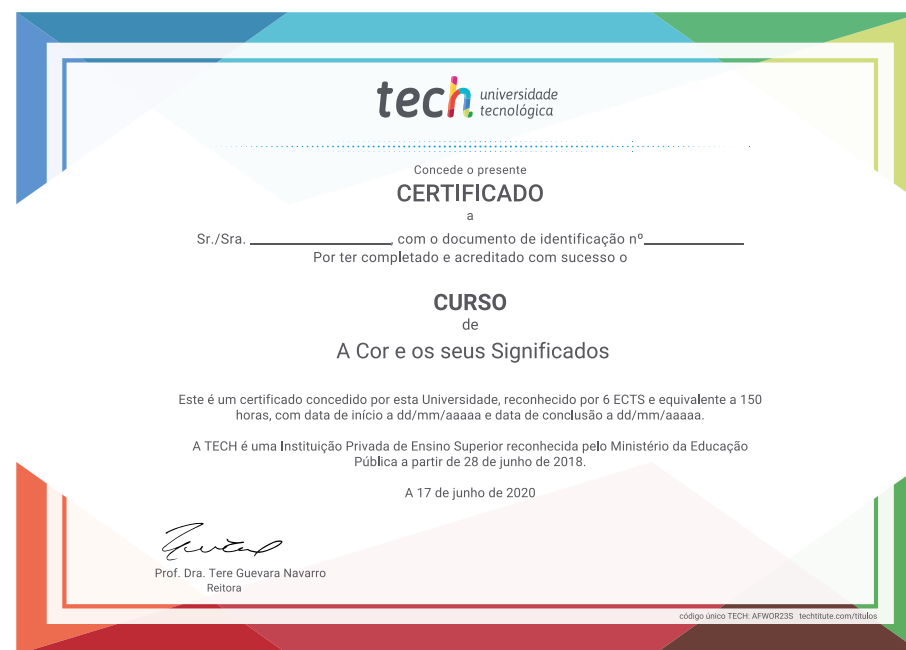 tech universidade
tecnológica
Concede o presente
CERTIFICADO
a
Sr./Sra. ________________, com o documento de identificação nº___________
Por ter completado e acreditado com sucesso o
CURSO
de
A Cor e os seus Significados
Este é um certificado concedido por esta Universidade, reconhecido por 6 ECTS e equivalente a 150
horas, com data de início a dd/mm/aaaaa e data de conclusão a dd/mm/aaaaa.
A TECH é uma Instituição Privada de Ensino Superior reconhecida pelo Ministério da Educação
Pública a partir de 28 de junho de 2018.
A 17 de junho de 2020
Prof. Dra. Tere Guevara Navarro
Reitora
código único TECH: AFWOR23S techtitute.com/titulos